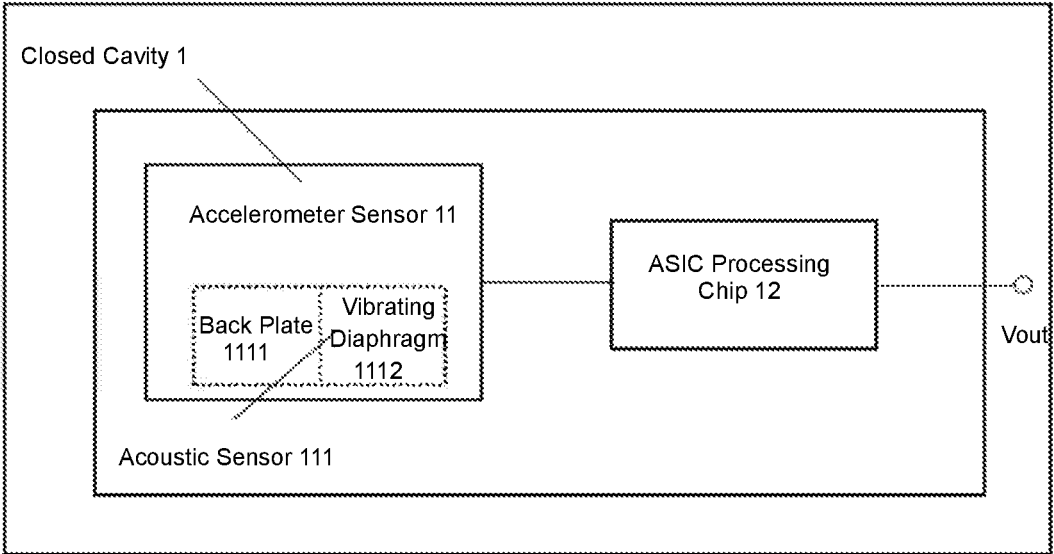 Closed Cavity 1
Accelerometer Sensor 11
ASIC Processing
Chip 12
Back Plate
1111
Vibrating
Diaphragm
1112
Vout
Acoustic Sensor 111